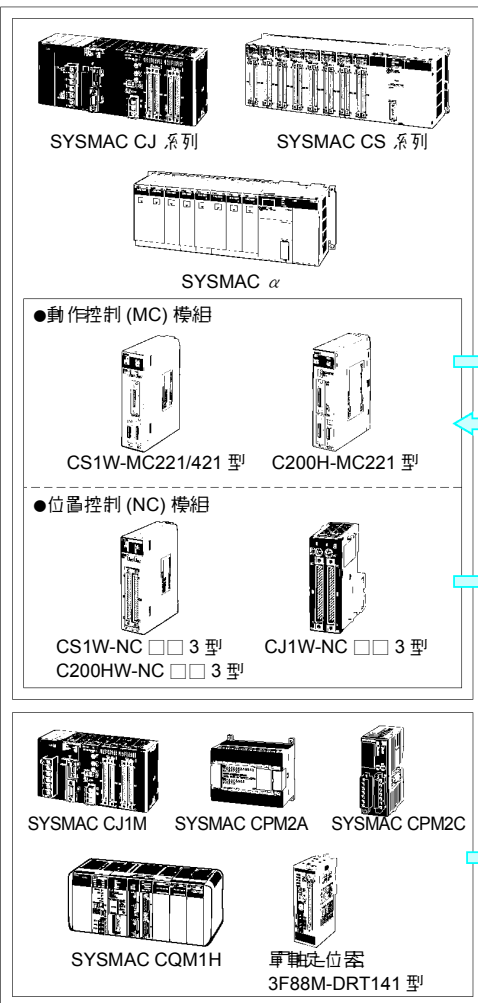 SYSMAC CJ 系列
SYSMAC CS 系列
SYSMAC α
●動作控制 (MC) 模組
CS1W-MC221/421 型
C200H-MC221 型
●位置控制 (NC) 模組
CS1W-NC □□ 3 型
C200HW-NC □□ 3 型
CJ1W-NC □□ 3 型
SYSMAC CJ1M
SYSMAC CPM2A
SYSMAC CPM2C
SYSMAC CQM1H
單軸定位器
3F88M-DRT141 型